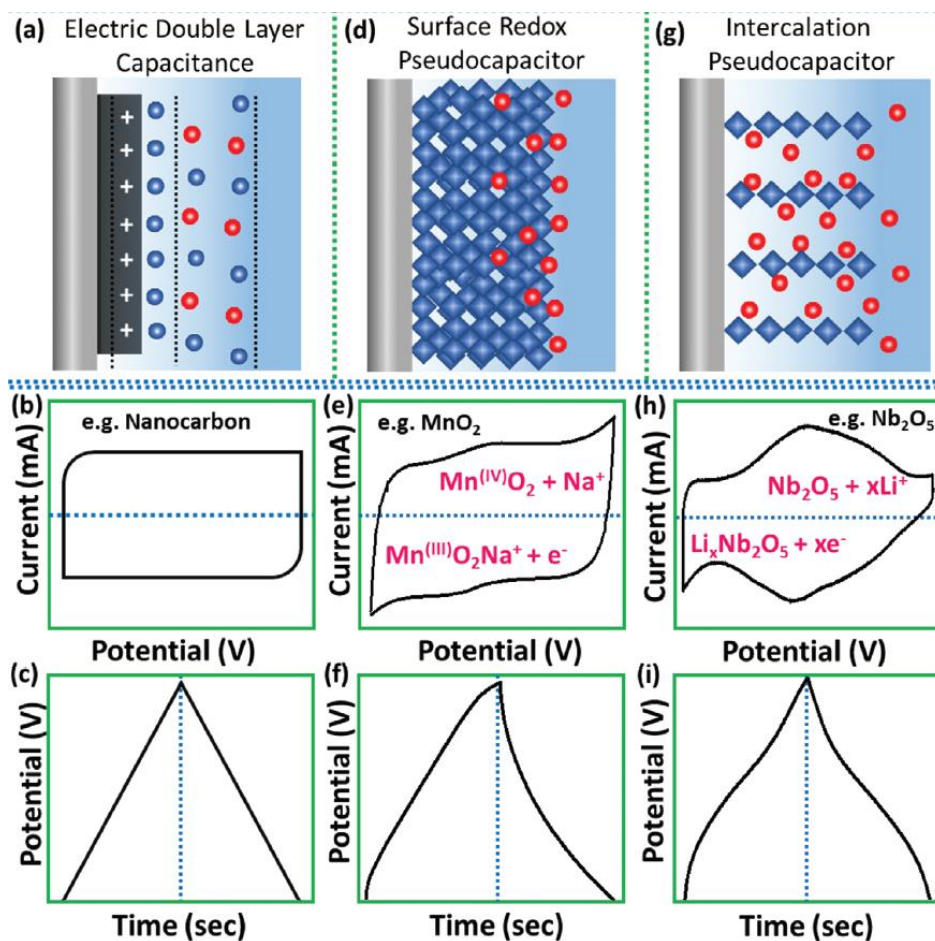 (a) Electric Double Layer
Capacitance
+
+
+
+
+
+
+
(d) Surface Redox
Pseudocapacitor
(g) Intercalation
Pseudocapacitor
(b) e.g. Nanocarbon
Current (mA)
Potential (V)
(e) e.g. MnO₂
Mn⁽ᴵⱽ⁾O₂ + Na⁺
Mn⁽ᴵᴵᴵ⁾O₂Na⁺ + e⁻
Current (mA)
Potential (V)
(h) e.g. Nb₂O₅
Nb₂O₅ + xLi⁺
LiₓNb₂O₅ + xe⁻
Current (mA)
Potential (V)
(c)
Potential (V)
Time (sec)
(f)
Potential (V)
Time (sec)
(i)
Potential (V)
Time (sec)